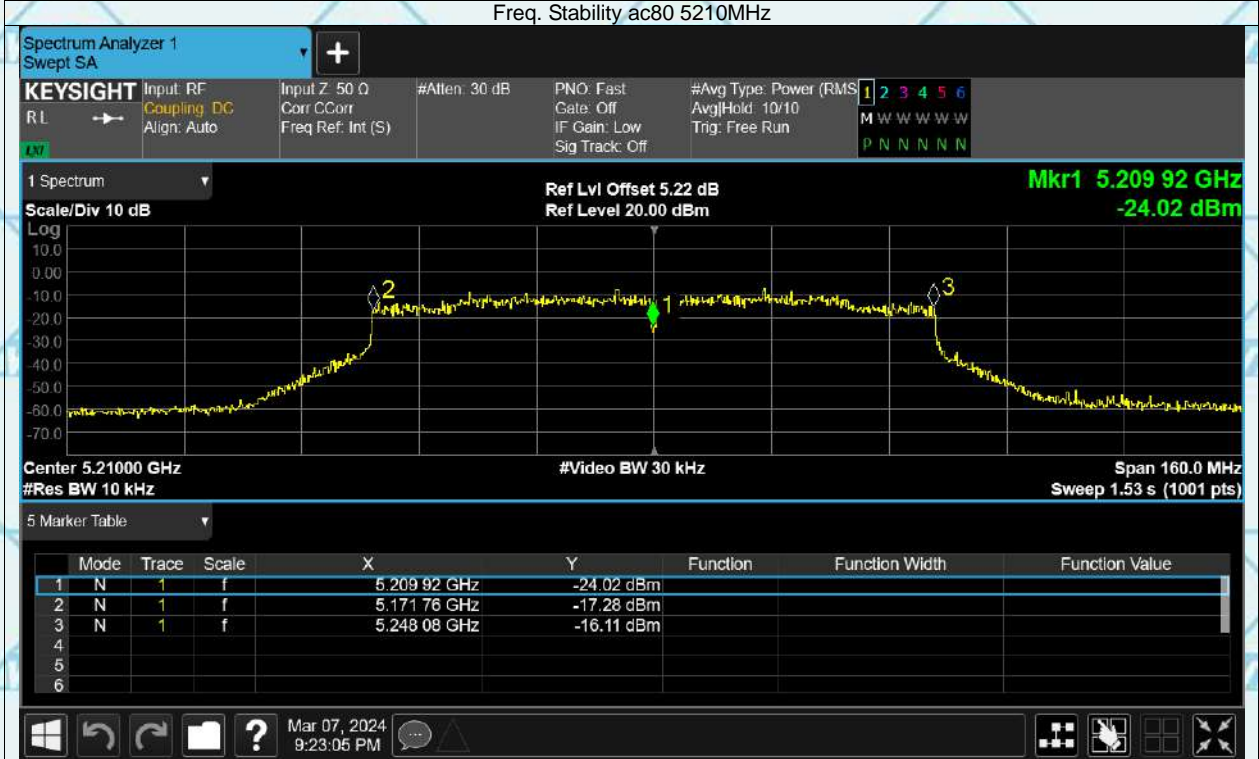 Freq. Stability ac80 5210MHz
Spectrum Analyzer 1
Swept SA
+
KEYSIGHT
R L
LXI
Input: RF
Coupling: DC
Align: Auto
Input Z: 50 Ω
Corr CCorr
Freq Ref: Int (S)
#Atten: 30 dB
PNO: Fast
Gate: Off
IF Gain: Low
Sig Track: Off
#Avg Type: Power (RMS
Avg|Hold: 10/10
Trig: Free Run
1 2 3 4 5 6
M W W W W W
P N N N N N
1 Spectrum
Scale/Div 10 dB
Ref Lvl Offset 5.22 dB
Ref Level 20.00 dBm
Mkr1 5.209 92 GHz
-24.02 dBm
Log
10.0
0.00
-10.0
-20.0
-30.0
-40.0
-50.0
-60.0
-70.0
2
1
3
Center 5.21000 GHz
#Video BW 30 kHz
Span 160.0 MHz
#Res BW 10 kHz
Sweep 1.53 s (1001 pts)
5 Marker Table
Mode Trace Scale X Y Function Function Width Function Value
1 N 1 f 5.209 92 GHz -24.02 dBm
2 N 1 f 5.171 76 GHz -17.28 dBm
3 N 1 f 5.248 08 GHz -16.11 dBm
4
5
6
?
Mar 07, 2024
9:23:05 PM